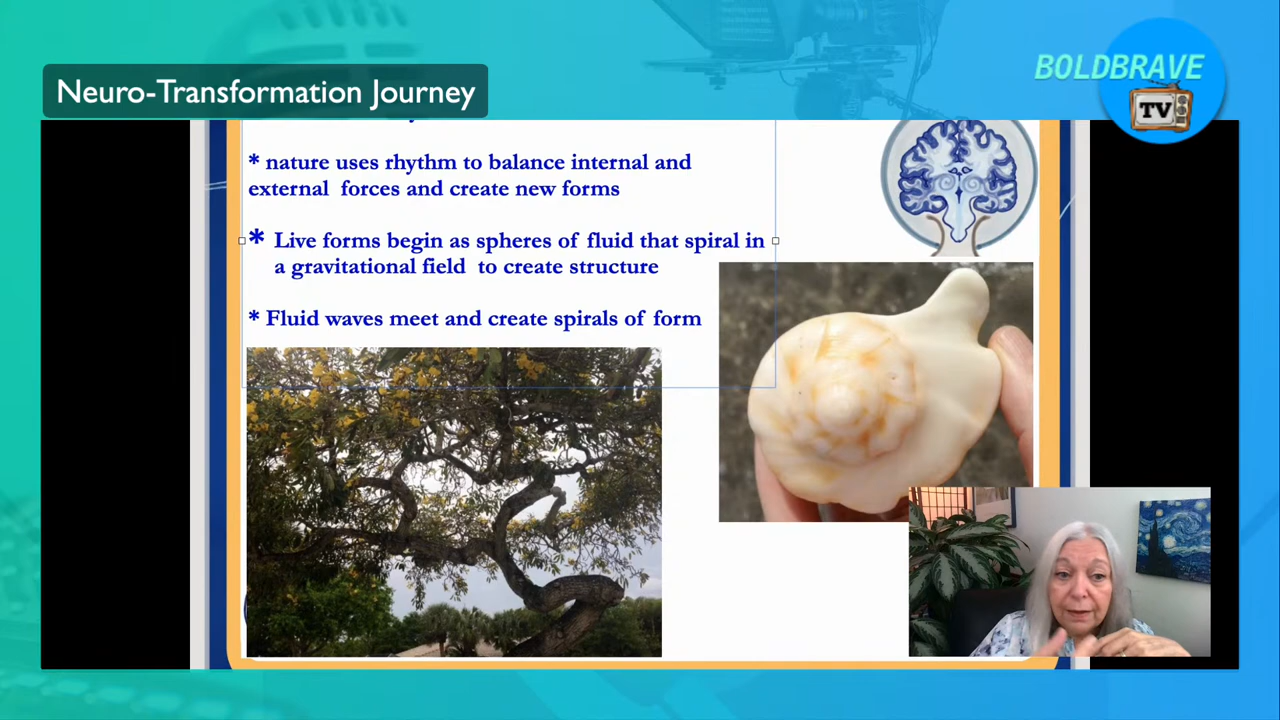 Neuro-Transformation Journey
BOLDBRAVE
TV
* nature uses rhythm to balance internal and
external forces and create new forms
* Live forms begin as spheres of fluid that spiral in
a gravitational field to create structure
* Fluid waves meet and create spirals of form